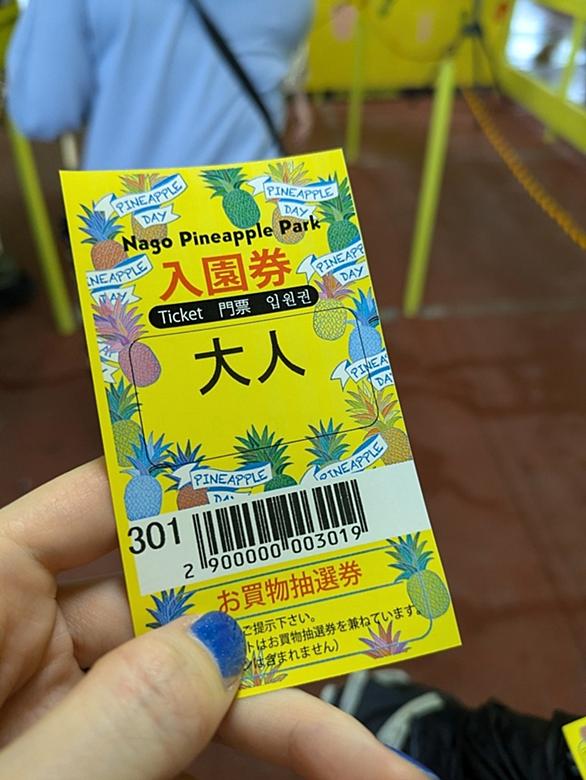 PINEAPPLE DAY
PINEAPPLE DAY
Nago Pineapple Park
入園券
Ticket 門票 입원권
大人
PINEAPPLE
PINEAPPLE
301
2 900000 003019
お買物抽選券
ご提示下さい。
トはお買物抽選券を兼ねています。
は含まれません）